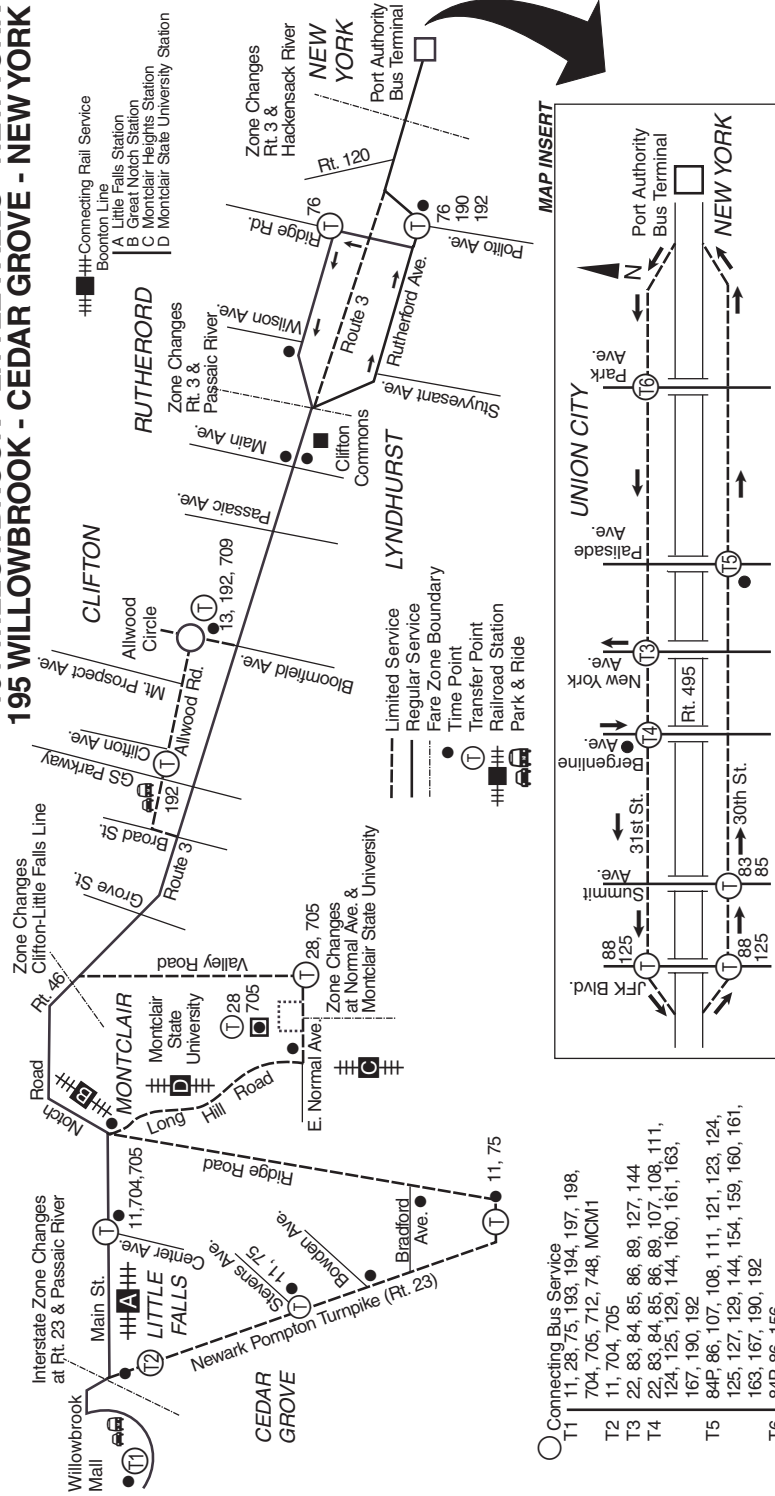 195 WILLOWBROOK - CEDAR GROVE - NEW YORK
Connecting Rail Service
Boonton Line
A Little Falls Station
B Great Notch Station
C Montclair Heights Station
D Montclair State University Station
Willowbrook
Mall
T1
Interstate Zone Changes
at Rt. 23 & Passaic River
T2
Main St.
A
LITTLE
FALLS
T
11,704,705
Center Ave.
Stevens Ave.
11, 75
T
Bowden Ave.
Bradford
Ave.
Newark Pompton Turnpike (Rt. 23)
CEDAR
GROVE
T
11, 75
Ridge Road
Notch
Road
B
MONTCLAIR
Rt. 46
Zone Changes
Clifton-Little Falls Line
Montclair
State
University
D
T 28
705
Long
Hill
Road
Valley Road
E. Normal Ave.
C
T 28, 705
Zone Changes
at Normal Ave. &
Montclair State University
Grove St.
Route 3
Broad St.
GS Parkway
192
T
Clifton Ave.
Allwood Rd.
Mt. Prospect Ave.
Allwood
Circle
CLIFTON
T
13, 192, 709
Bloomfield Ave.
Passaic Ave.
Main Ave.
Clifton
Commons
LYNDHURST
RUTHERORD
Zone Changes
Rt. 3 &
Passaic River
Wilson Ave.
Route 3
Rutherford Ave.
Stuyvesant Ave.
Ridge Rd.
T
76
T
76
190
192
Polito Ave.
Rt. 120
Zone Changes
Rt. 3 &
Hackensack River
NEW
YORK
Port Authority
Bus Terminal
Limited Service
Regular Service
Fare Zone Boundary
Time Point
T Transfer Point
Railroad Station
Park & Ride
Connecting Bus Service
T1 11, 28, 75, 193, 194, 197, 198,
704, 705, 712, 748, MCM1
T2 11, 704, 705
T3 22, 83, 84, 85, 86, 89, 127, 144
T4 22, 83, 84, 85, 86, 89, 107, 108, 111,
124, 125, 129, 144, 160, 161, 163,
167, 190, 192
T5 84P, 86, 107, 108, 111, 121, 123, 124,
125, 127, 129, 144, 154, 159, 160, 161,
163, 167, 190, 192
T6 84P, 86, 156
MAP INSERT
UNION CITY
NEW YORK
Port Authority
Bus Terminal
N
JFK Blvd.
88
125
T
T
88
125
Summit
Ave.
T
83
85
31st St.
30th St.
Bergenline
Ave.
T4
New York
Ave.
T3
Rt. 495
Palisade
Ave.
T5
Park
Ave.
T6